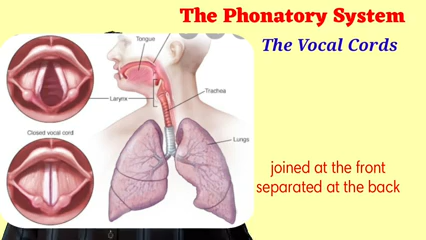 The Phonatory System
The Vocal Cords
Tongue
Larynx
Trachea
Closed vocal cord
Lungs
joined at the front
separated at the back